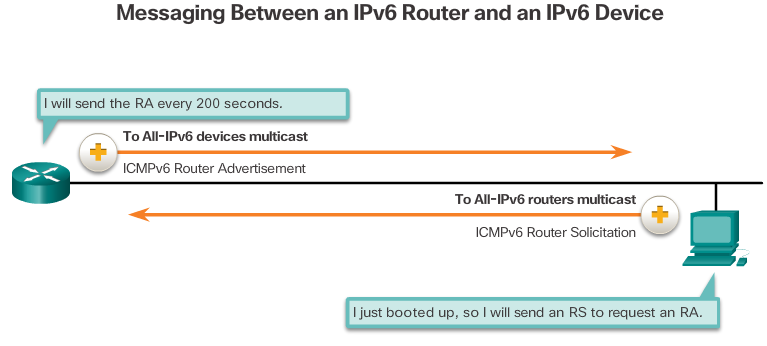 Messaging Between an IPv6 Router and an IPv6 Device
I will send the RA every 200 seconds.
To All-IPv6 devices multicast
ICMPv6 Router Advertisement
To All-IPv6 routers multicast
ICMPv6 Router Solicitation
I just booted up, so I will send an RS to request an RA.